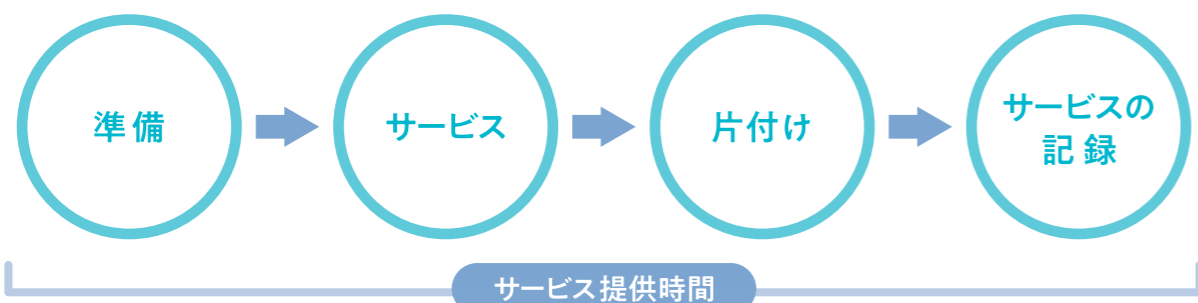 準備
サービス
片付け
サービスの
記録
サービス提供時間